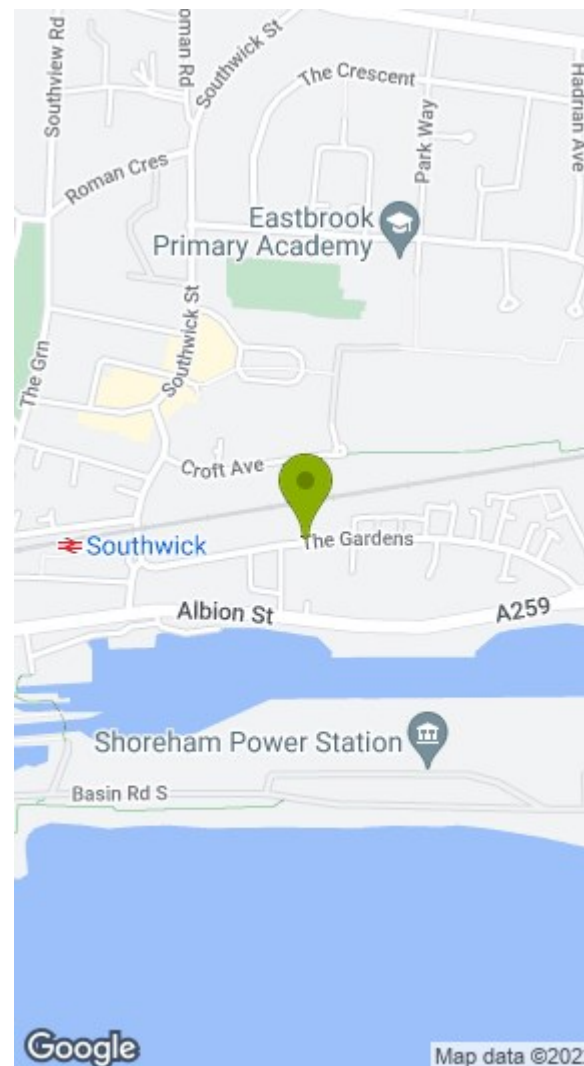 Southview Rd
Roman Rd
Southwick St
The Crescent
Park Way
Hadrian Ave
Roman Cres
Eastbrook
Primary Academy
The Grn
Southwick St
Croft Ave
Southwick
The Gardens
Albion St
A259
Shoreham Power Station
Basin Rd S
Google
Map data ©202